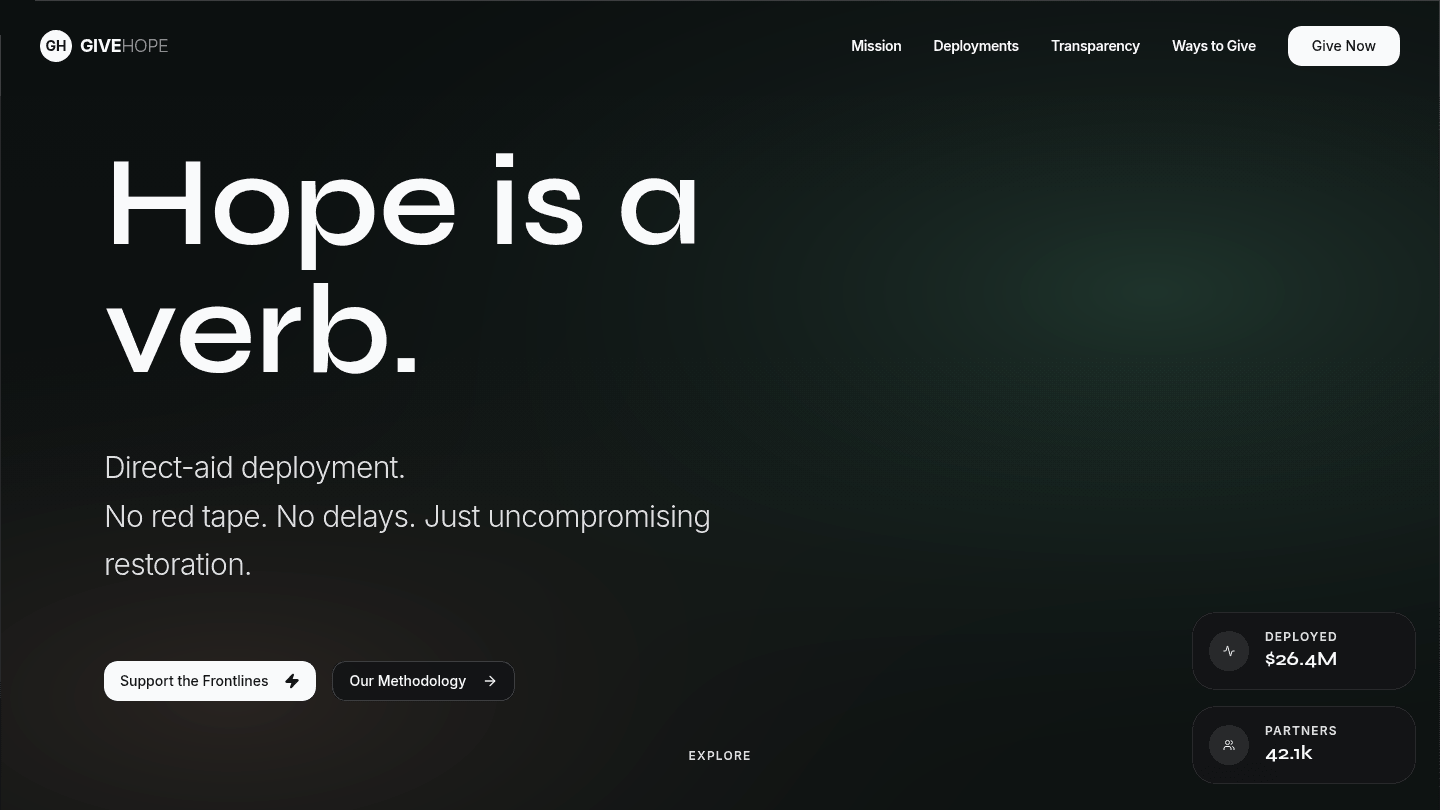 GH GIVEHOPE
Mission Deployments Transparency Ways to Give Give Now
Hope is a
verb.
Direct-aid deployment.
No red tape. No delays. Just uncompromising
restoration.
Support the Frontlines Our Methodology
EXPLORE
DEPLOYED
$26.4M
PARTNERS
42.1k